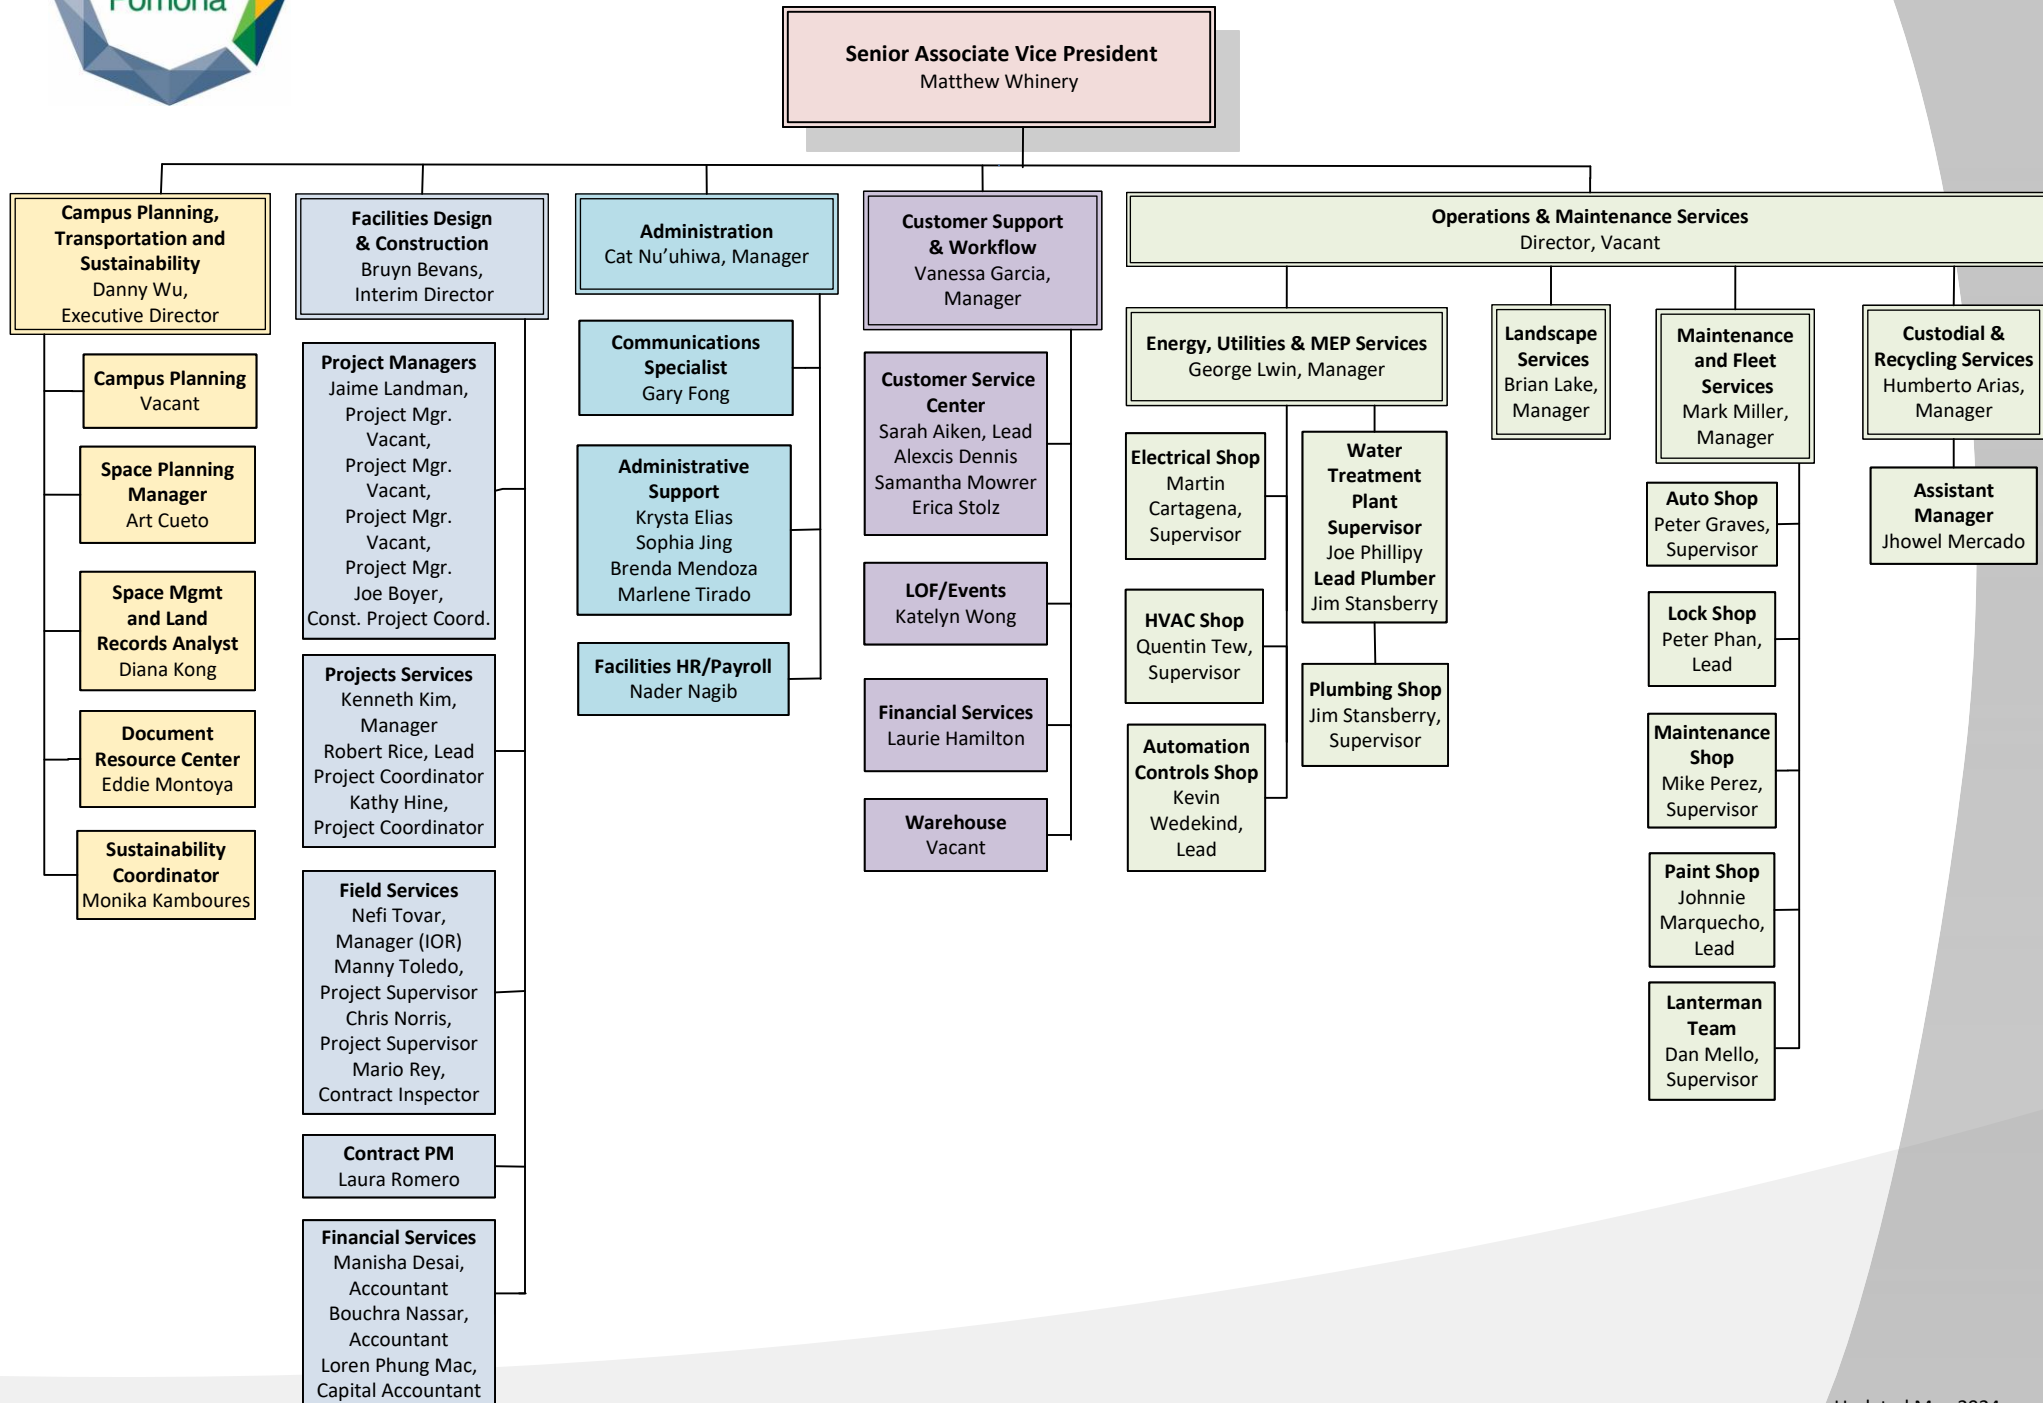 Pomona
Senior Associate Vice President
Matthew Whinery
Campus Planning,
Transportation and
Sustainability
Danny Wu,
Executive Director
Campus Planning
Vacant
Space Planning
Manager
Art Cueto
Space Mgmt
and Land
Records Analyst
Diana Kong
Document
Resource Center
Eddie Montoya
Sustainability
Coordinator
Monika Kamboures
Facilities Design
& Construction
Bruyn Bevans,
Interim Director
Project Managers
Jaime Landman,
Project Mgr.
Vacant,
Project Mgr.
Vacant,
Project Mgr.
Vacant,
Project Mgr.
Joe Boyer,
Const. Project Coord.
Projects Services
Kenneth Kim,
Manager
Robert Rice, Lead
Project Coordinator
Kathy Hine,
Project Coordinator
Field Services
Nefi Tovar,
Manager (IOR)
Manny Toledo,
Project Supervisor
Chris Norris,
Project Supervisor
Mario Rey,
Contract Inspector
Contract PM
Laura Romero
Financial Services
Manisha Desai,
Accountant
Bouchra Nassar,
Accountant
Loren Phung Mac,
Capital Accountant
Administration
Cat Nu’uhiwa, Manager
Communications
Specialist
Gary Fong
Administrative
Support
Krysta Elias
Sophia Jing
Brenda Mendoza
Marlene Tirado
Facilities HR/Payroll
Nader Nagib
Customer Support
& Workflow
Vanessa Garcia,
Manager
Customer Service
Center
Sarah Aiken, Lead
Alexcis Dennis
Samantha Mowrer
Erica Stolz
LOF/Events
Katelyn Wong
Financial Services
Laurie Hamilton
Warehouse
Vacant
Operations & Maintenance Services
Director, Vacant
Energy, Utilities & MEP Services
George Lwin, Manager
Electrical Shop
Martin
Cartagena,
Supervisor
HVAC Shop
Quentin Tew,
Supervisor
Automation
Controls Shop
Kevin
Wedekind,
Lead
Water
Treatment
Plant
Supervisor
Joe Phillipy
Lead Plumber
Jim Stansberry
Plumbing Shop
Jim Stansberry,
Supervisor
Landscape
Services
Brian Lake,
Manager
Maintenance
and Fleet
Services
Mark Miller,
Manager
Auto Shop
Peter Graves,
Supervisor
Lock Shop
Peter Phan,
Lead
Maintenance
Shop
Mike Perez,
Supervisor
Paint Shop
Johnnie
Marquecho,
Lead
Lanterman
Team
Dan Mello,
Supervisor
Custodial &
Recycling Services
Humberto Arias,
Manager
Assistant
Manager
Jhowel Mercado